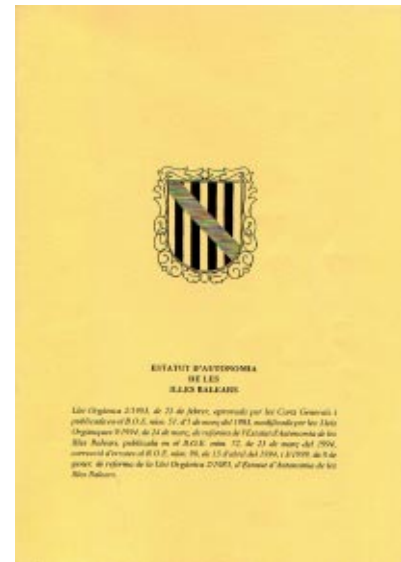 ESTATUT D'AUTONOMIA
DE LES
ILLES BALEARS
Llei Orgànica 2/1983, de 25 de febrer, aprovada per les Corts Generals i
publicada en el B.O.E. núm. 51, d'1 de març del 1983, modificada per les Lleis
Orgàniques 9/1994, de 24 de març, de reforma de l'Estatut d'Autonomia de les
Illes Balears, publicada en el B.O.E. núm. 72, de 25 de març del 1994,
correcció d'errates al B.O.E. núm. 89, de 15 d'abril del 1994, i 3/1999, de 8 de
gener, de reforma de la Llei Orgànica 2/1983, d'Estatut d'Autonomia de les
Illes Balears.